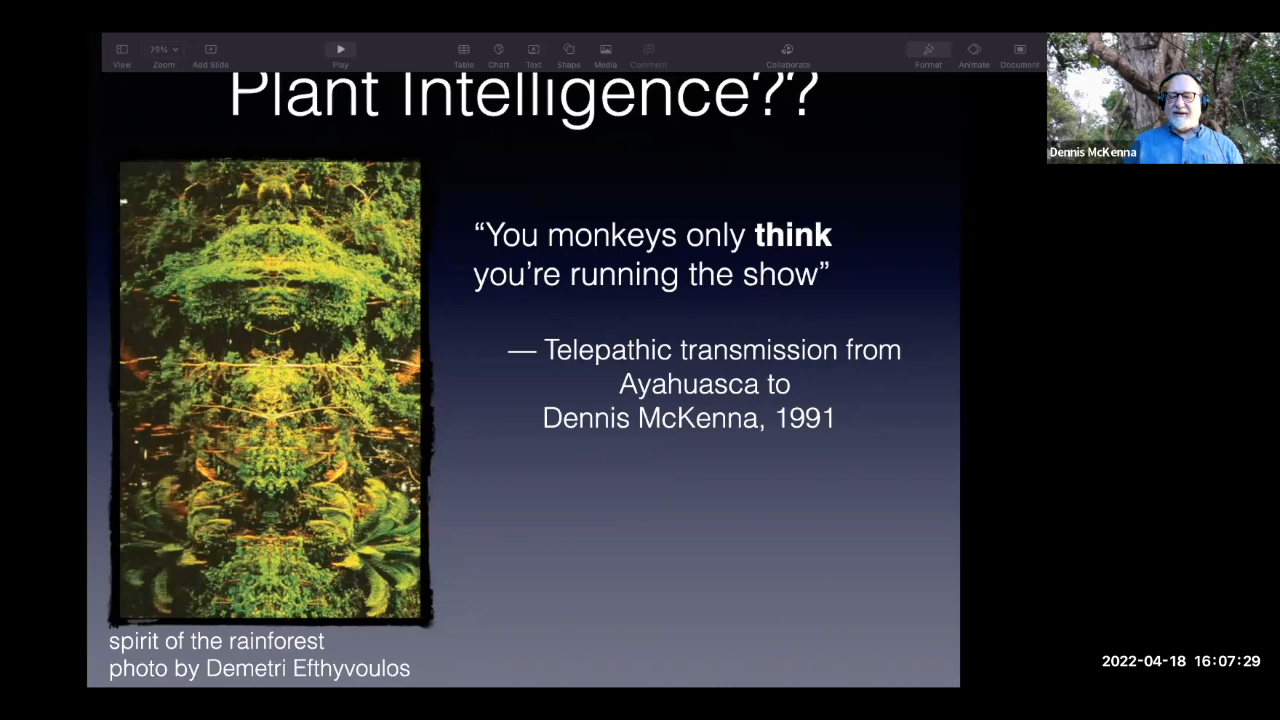 79%
View
Zoom
Add Slide
Play
Table
Chart
Text
Shape
Media
Comment
Collaborate
Format
Animate
Document
Plant Intelligence??
Dennis McKenna
“You monkeys only think
you’re running the show”
— Telepathic transmission from
Ayahuasca to
Dennis McKenna, 1991
spirit of the rainforest
photo by Demetri Efthyvoulos
2022-04-18 16:07:29